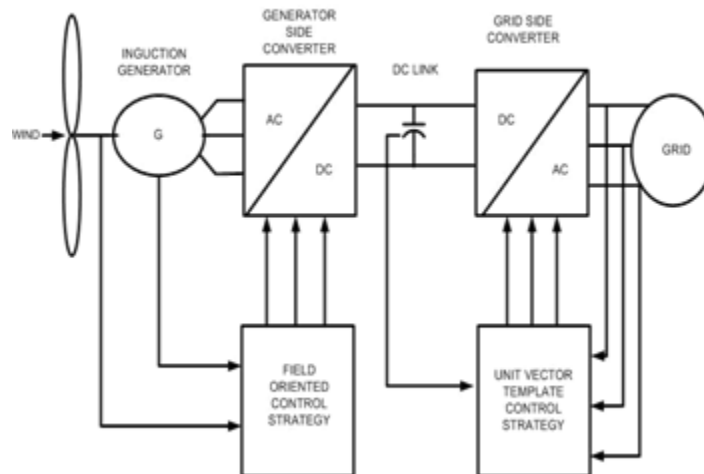 GENERATOR
SIDE
CONVERTER
GRID SIDE
CONVERTER
INGUCTION
GENERATOR
DC LINK
WIND
G
AC
DC
DC
AC
GRID
FIELD
ORIENTED
CONTROL
STRATEGY
UNIT VECTOR
TEMPLATE
CONTROL
STRATEGY